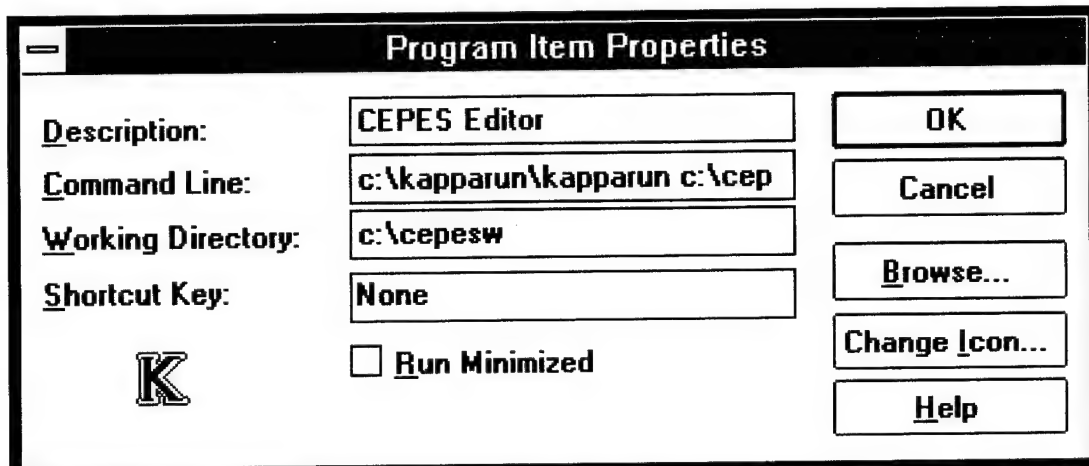 Program Item Properties
Description: CEPES Editor
Command Line: c:\kapparun\kapparun c:\cep
Working Directory: c:\cepesw
Shortcut Key: None
K
Run Minimized
OK
Cancel
Browse...
Change Icon...
Help